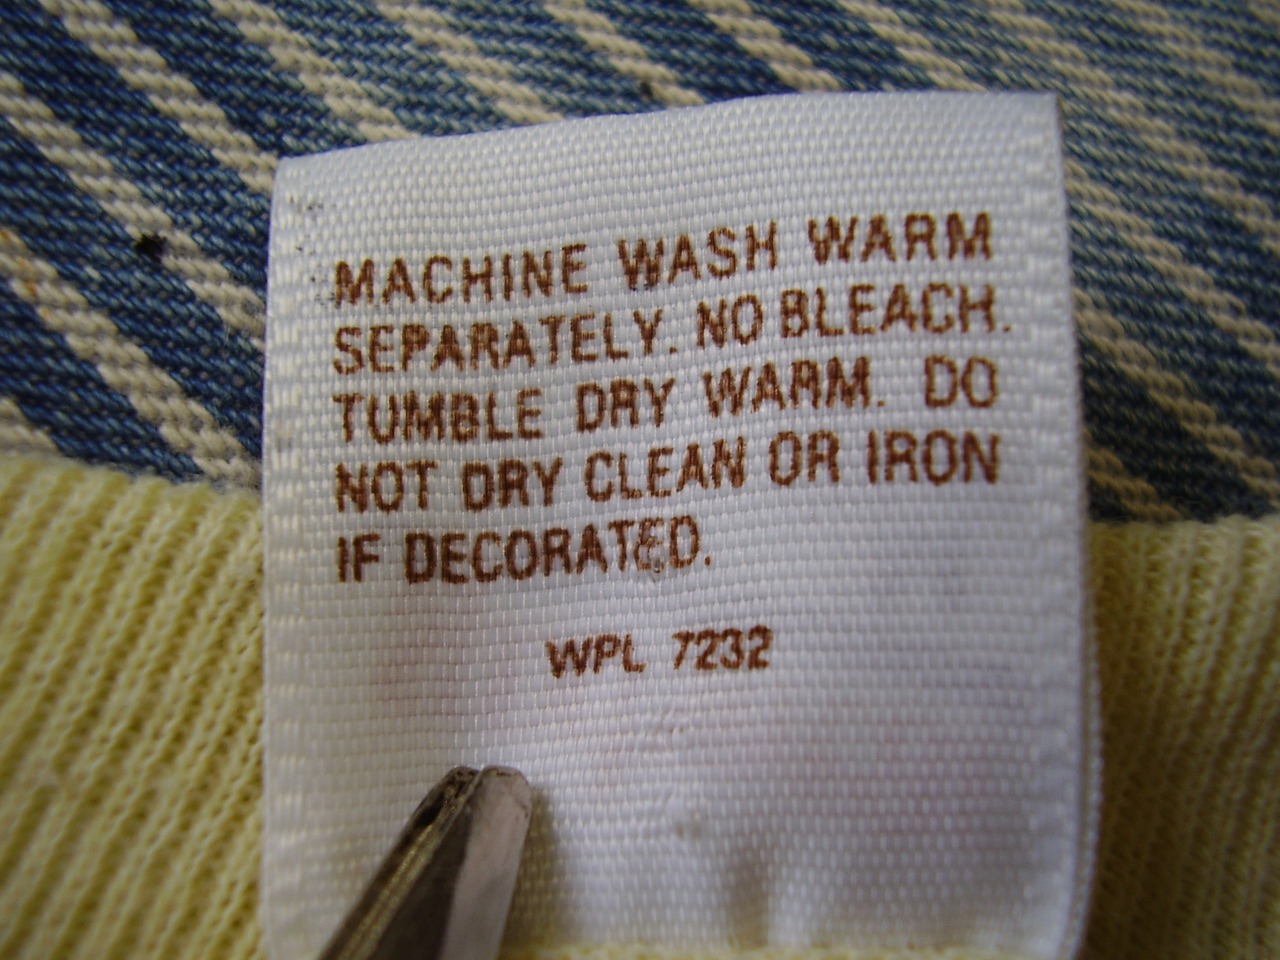 MACHINE WASH WARM
SEPARATELY. NO BLEACH.
TUMBLE DRY WARM. DO
NOT DRY CLEAN OR IRON
IF DECORATED.
WPL 7232